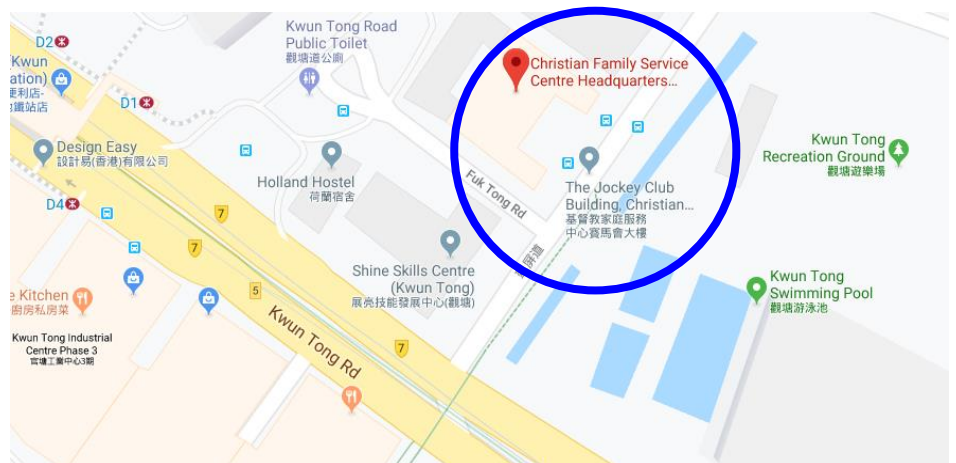 Kwun Tong Road
Public Toilet
觀塘道公廁
D2
Kwun
ation)
便利店-
鐵站店
D1
Christian Family Service
Centre Headquarters...
Design Easy
設計易(香港)有限公司
Kwun Tong
Recreation Ground
觀塘遊樂場
Holland Hostel
荷蘭宿舍
Fuk Tong Rd
The Jockey Club
Building, Christian...
基督教家庭服務
中心賽馬會大樓
D4
7
7
屏道
Shine Skills Centre
(Kwun Tong)
展亮技能發展中心(觀塘)
Kwun Tong
Swimming Pool
觀塘游泳池
e Kitchen
廚房私房菜
5
Kwun Tong Rd
7
Kwun Tong Industrial
Centre Phase 3
官塘工業中心3期